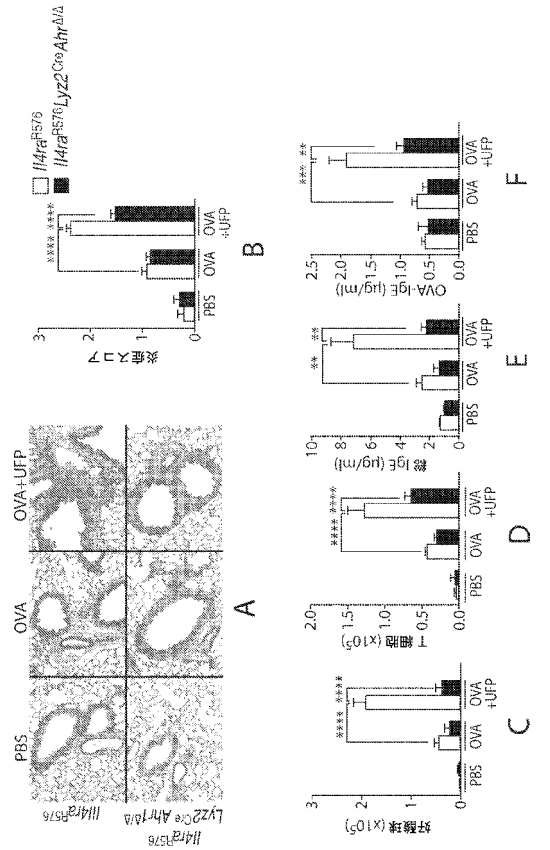 PBS
OVA
OVA+UFP
Il4raR576
Il4raR576
Lyz2Cre Ahr1Δ/Δ
A
Il4raR576
Il4raR576Lyz2CreAhrΔ/Δ
炎症スコア
3
2
1
0
****
****
PBS
OVA
OVA
+UFP
B
好酸球 (x10⁵)
3
2
1
0
****
****
PBS
OVA
OVA
+UFP
C
T 細胞 (x10⁵)
2.0
1.5
1.0
0.5
0.0
****
****
PBS
OVA
OVA
+UFP
D
総 IgE (μg/ml)
10
8
6
4
2
0
**
**
PBS
OVA
OVA
+UFP
E
OVA-IgE (μg/ml)
2.5
2.0
1.5
1.0
0.5
0.0
***
**
PBS
OVA
OVA
+UFP
F